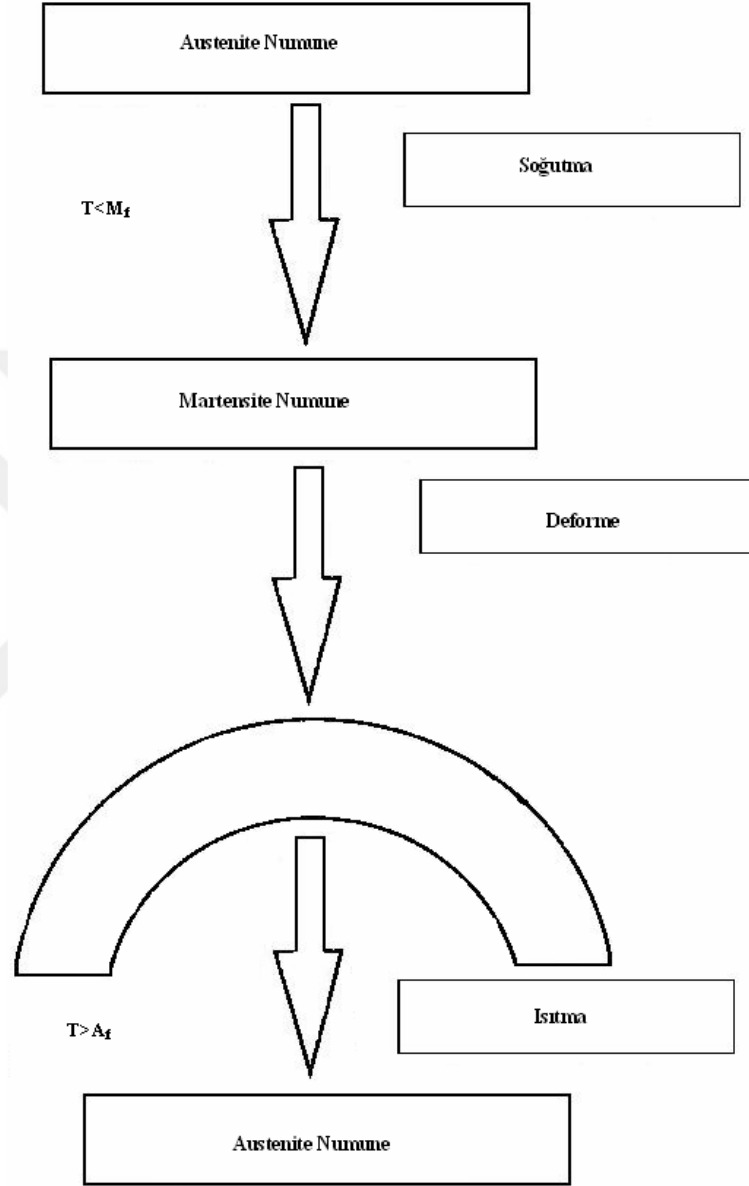 Austenite Numune
Soğutma
T<Mf
Martensite Numune
Deforme
Isıtma
T>Af
Austenite Numune